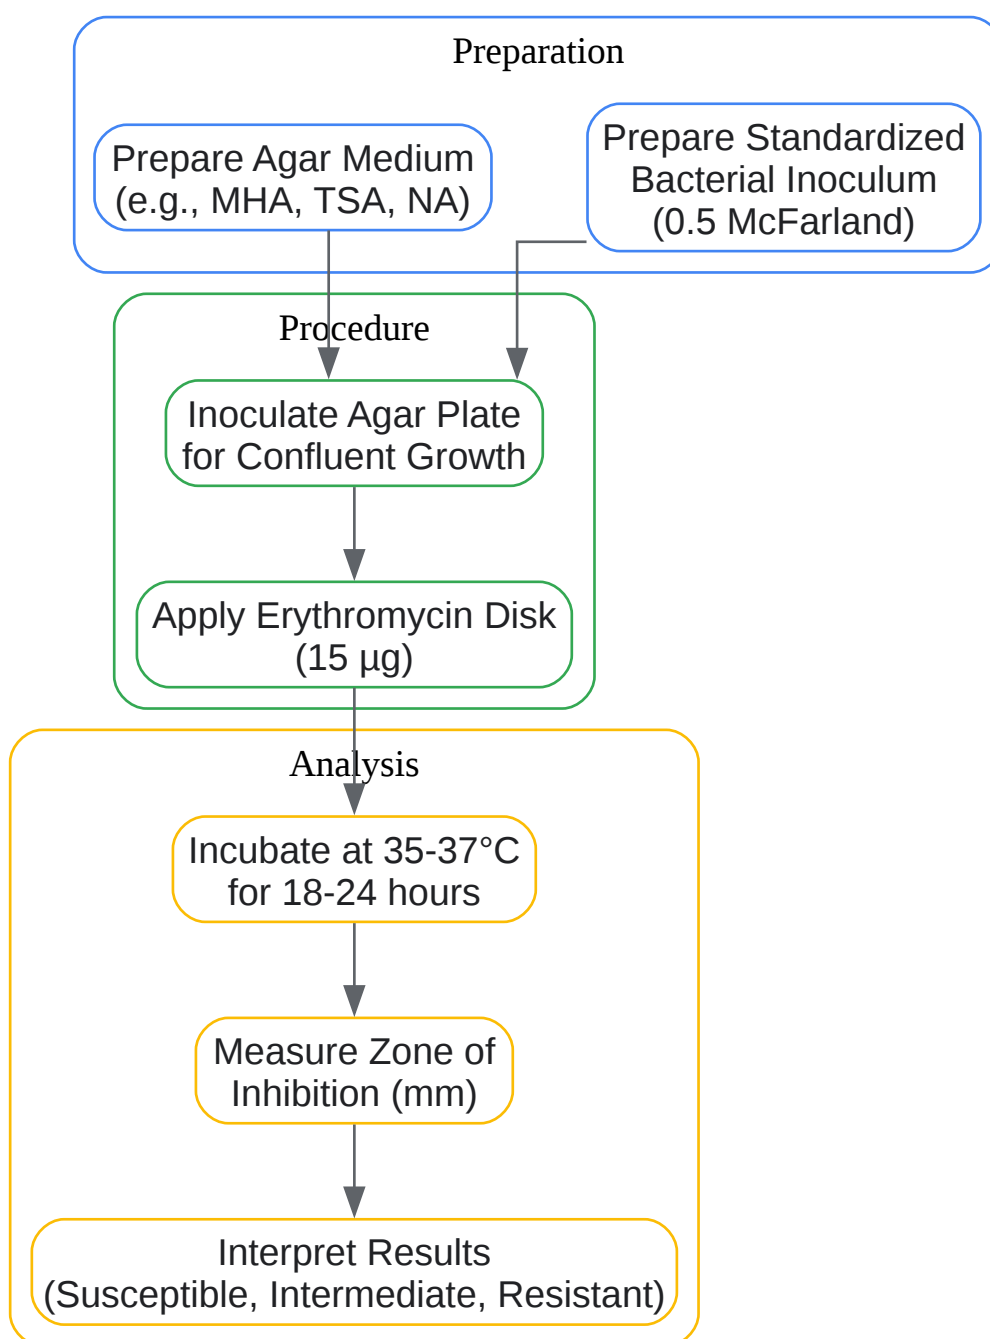 Preparation
Prepare Agar Medium
(e.g., MHA, TSA, NA)
Prepare Standardized
Bacterial Inoculum
(0.5 McFarland)
Procedure
Inoculate Agar Plate
for Confluent Growth
Apply Erythromycin Disk
(15 µg)
Analysis
Incubate at 35-37°C
for 18-24 hours
Measure Zone of
Inhibition (mm)
Interpret Results
(Susceptible, Intermediate, Resistant)